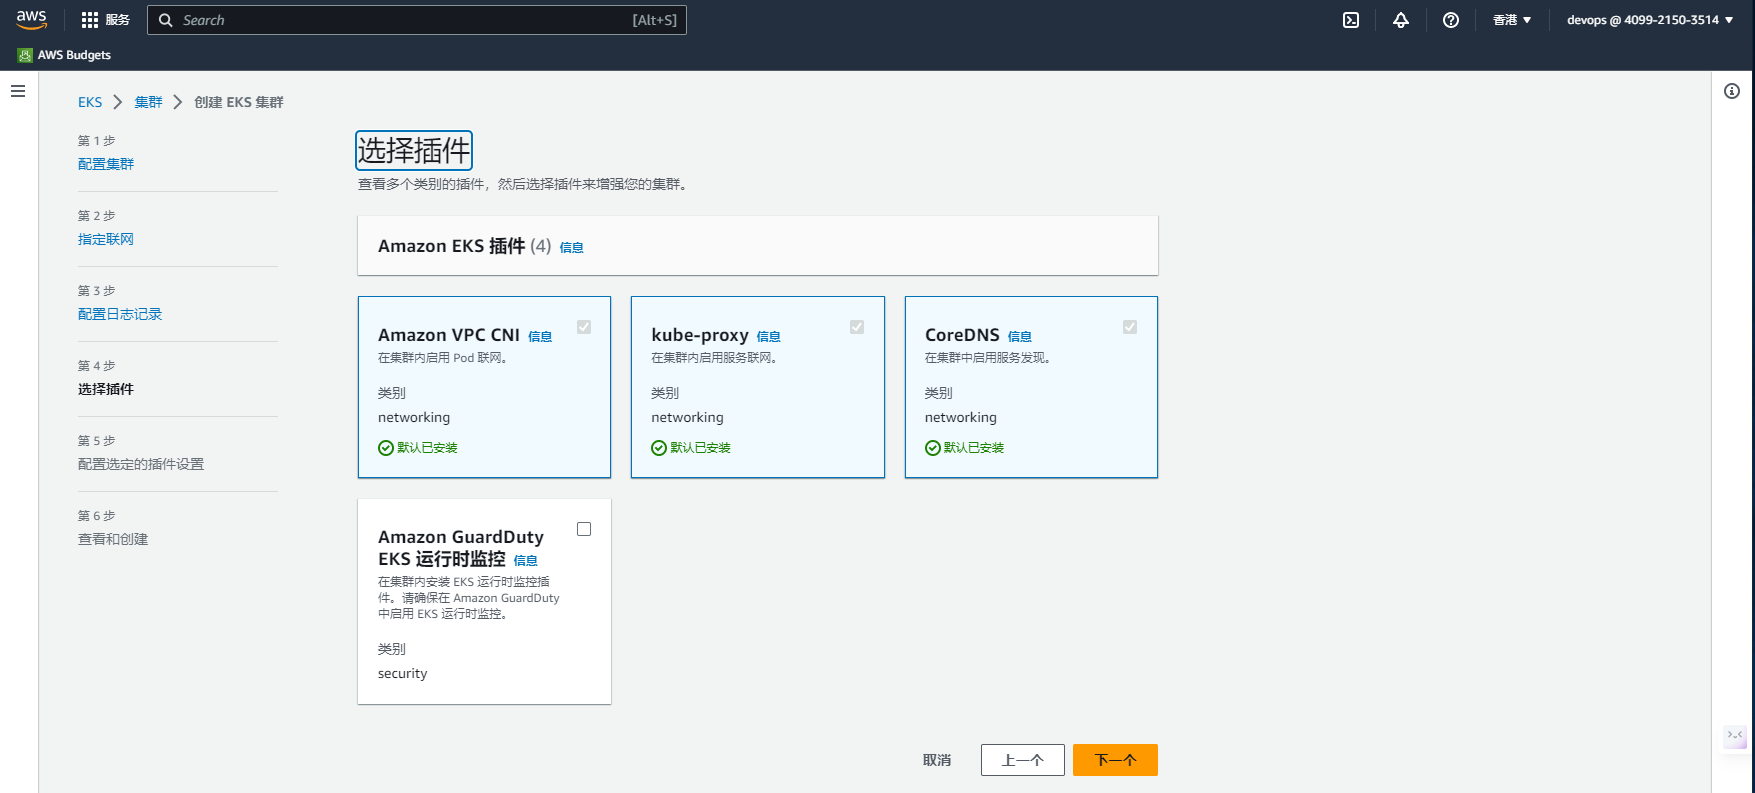 aws
服务
Search
[Alt+S]
香港
devops @ 4099-2150-3514
AWS Budgets
EKS
集群
创建 EKS 集群
第 1 步
配置集群
第 2 步
指定联网
第 3 步
配置日志记录
第 4 步
选择插件
第 5 步
配置选定的插件设置
第 6 步
查看和创建
选择插件
查看多个类别的插件，然后选择插件来增强您的集群。
Amazon EKS 插件 (4) 信息
Amazon VPC CNI 信息
在集群内启用 Pod 联网。
类别
networking
默认已安装
kube-proxy 信息
在集群内启用服务联网。
类别
networking
默认已安装
CoreDNS 信息
在集群中启用服务发现。
类别
networking
默认已安装
Amazon GuardDuty
EKS 运行时监控 信息
在集群内安装 EKS 运行时监控插
件。请确保在 Amazon GuardDuty
中启用 EKS 运行时监控。
类别
security
取消
上一个
下一个